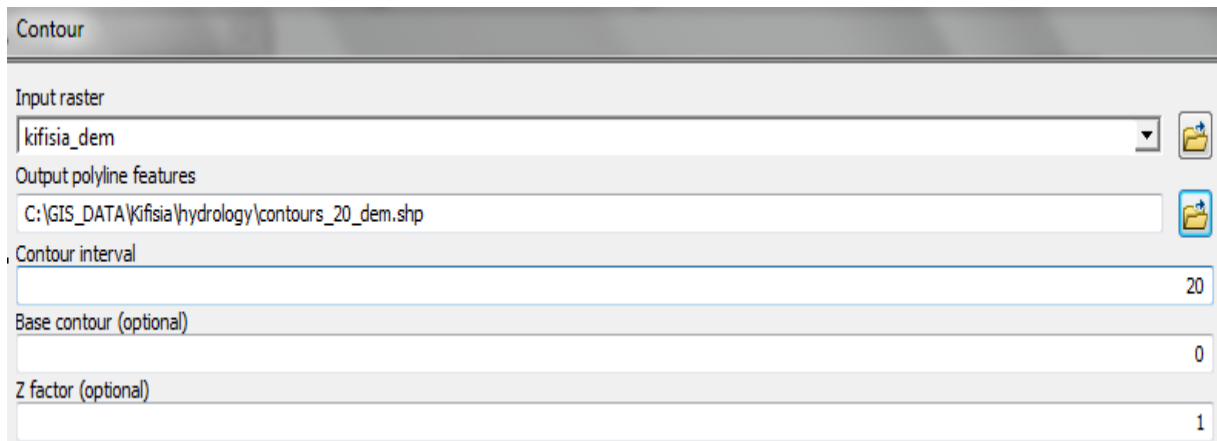 Contour
Input raster
kifisia_dem
Output polyline features
C:\GIS_DATA\Kifisia\hydrology\contours_20_dem.shp
Contour interval
20
Base contour (optional)
0
Z factor (optional)
1